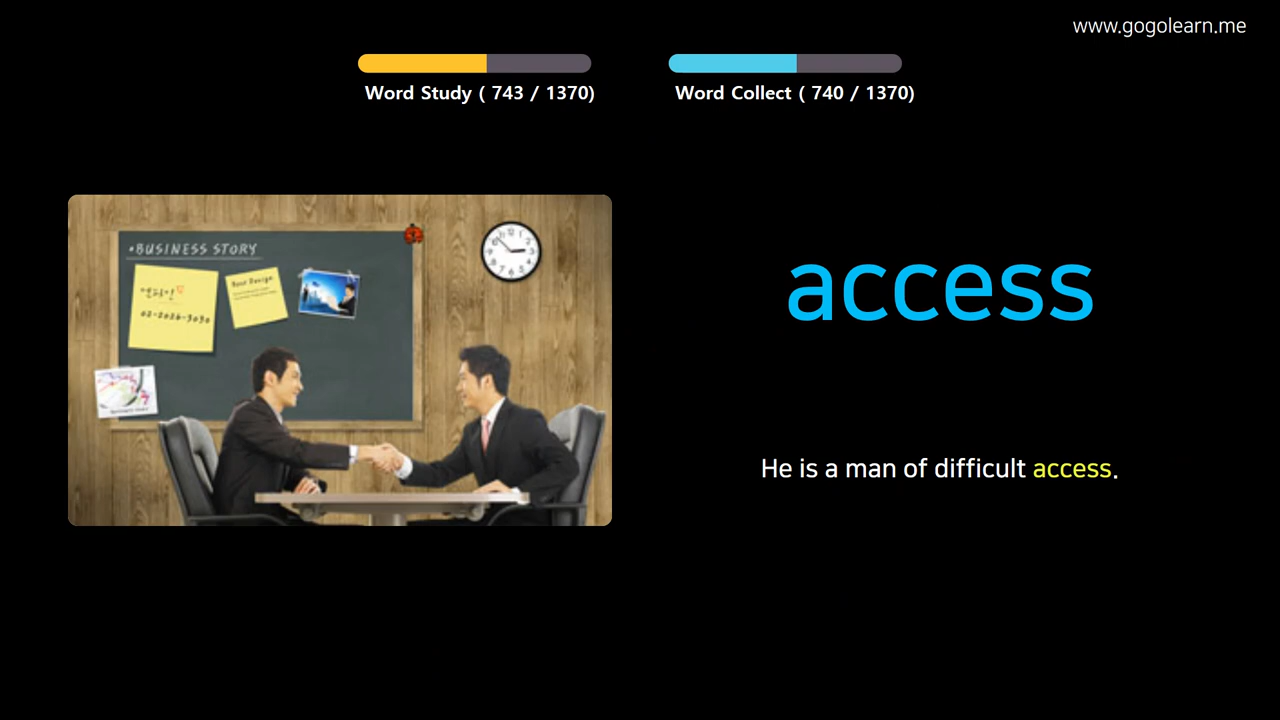 www.gogolearn.me
Word Study ( 743 / 1370)
Word Collect ( 740 / 1370)
•BUSINESS STORY
02-2026-3030
access
He is a man of difficult access.